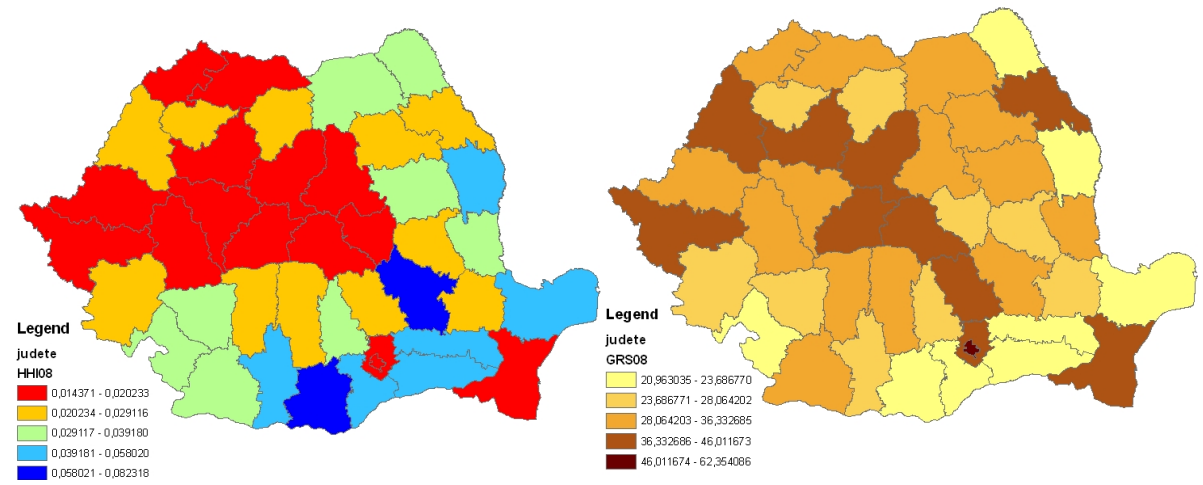 Legend
judete
HHI08
0,014371 - 0,020233
0,020234 - 0,029116
0,029117 - 0,039180
0,039181 - 0,058020
0,058021 - 0,082318
Legend
judete
GRS08
20,963035 - 23,686770
23,686771 - 28,064202
28,064203 - 36,332685
36,332686 - 46,011673
46,011674 - 62,354086